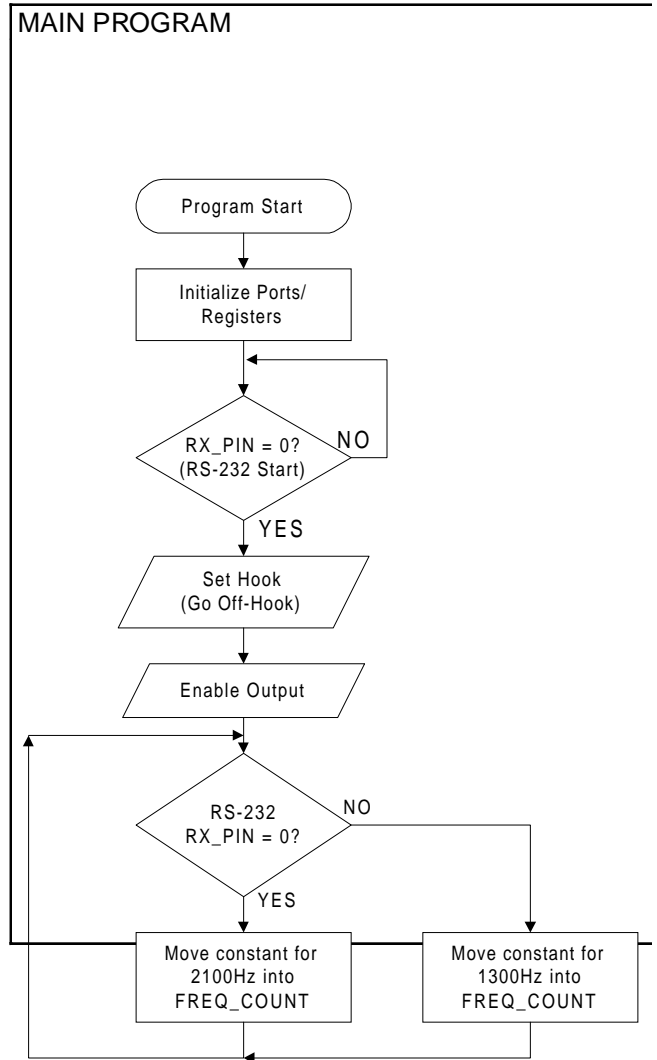 MAIN PROGRAM
Program Start
Initialize Ports/
Registers
RX_PIN = 0?
(RS-232 Start)
NO
YES
Set Hook
(Go Off-Hook)
Enable Output
RS-232
RX_PIN = 0?
NO
YES
Move constant for
2100Hz into
FREQ_COUNT
Move constant for
1300Hz into
FREQ_COUNT